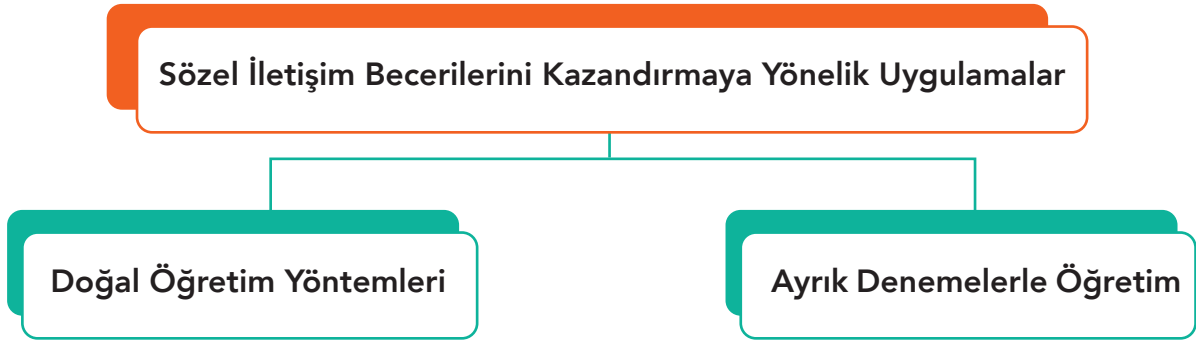 Sözel İletişim Becerilerini Kazandırmaya Yönelik Uygulamalar
Doğal Öğretim Yöntemleri
Ayrık Denemelerle Öğretim